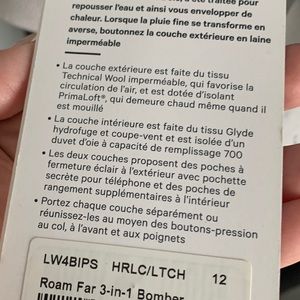 repousser l'eau et ainsi vous envelopper de
chaleur. Lorsque la pluie fine se transforme en
averse, boutonnez la couche extérieure en laine
imperméable
• La couche extérieure est faite du tissu
Technical Wool imperméable, qui favorise la
circulation de l'air, et est dotée d'isolant
PrimaLoft®, qui demeure chaud même quand il
est mouillé
• La couche intérieure est faite du tissu Glyde
hydrofuge et coupe-vent et est isolée d'un
duvet d'oie à capacité de remplissage 700
• Les deux couches proposent des poches à
fermeture éclair à l'extérieur avec pochette
secrète pour téléphone et des poches de
rangement supplémentaires à l'intérieur
• Portez chaque couche séparément ou
réunissez-les au moyen des boutons-pression
au col, à l'avant et aux poignets
LW4BIPS HRLC/LTCH 12
Roam Far 3-in-1 Bomber